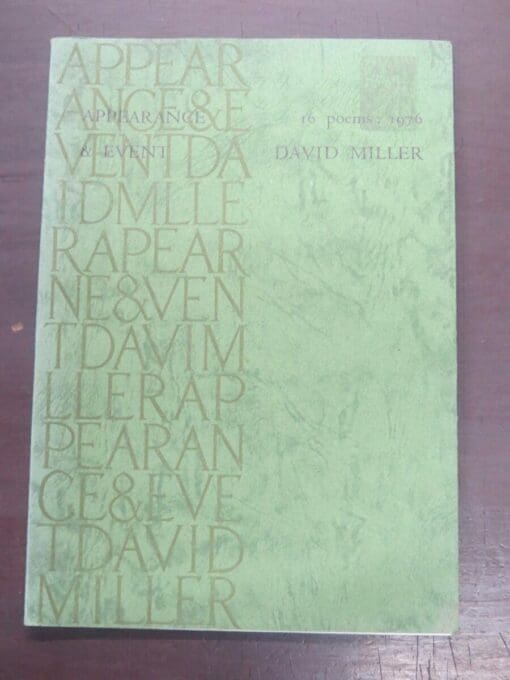 APPEARANCE 16 poems: 1976
& EVENT DAVID MILLER
APPEAR
ANCE&E
VENTDA
IDMLLE
RAPEAR
NE&VEN
TDAVIM
LLERAP
PEARAN
CE&EVE
TDAVID
MILLER